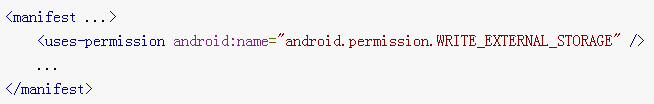 <manifest ...>
    <uses-permission android:name="android.permission.WRITE_EXTERNAL_STORAGE" />
    ...
</manifest>